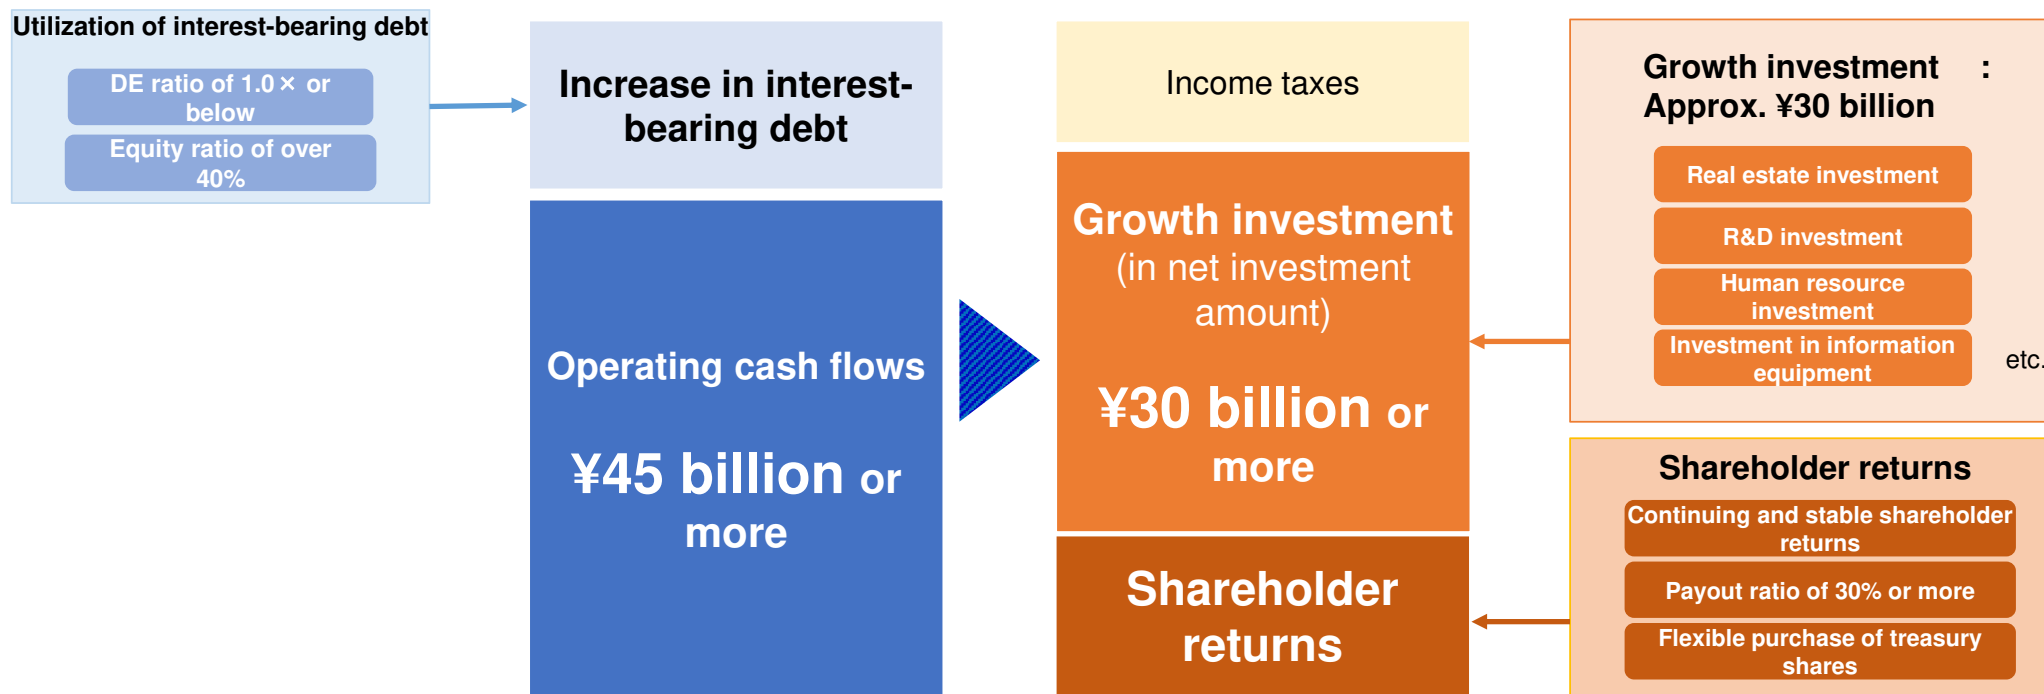 Utilization of interest-bearing debt
DE ratio of 1.0× or
below
Equity ratio of over
40%
Increase in interest-
bearing debt
Operating cash flows
¥45 billion or
more
Income taxes
Growth investment
(in net investment
amount)
¥30 billion or
more
Shareholder
returns
Growth investment :
Approx. ¥30 billion
Real estate investment
R&D investment
Human resource
investment
Investment in information
equipment
etc.
Shareholder returns
Continuing and stable shareholder
returns
Payout ratio of 30% or more
Flexible purchase of treasury
shares